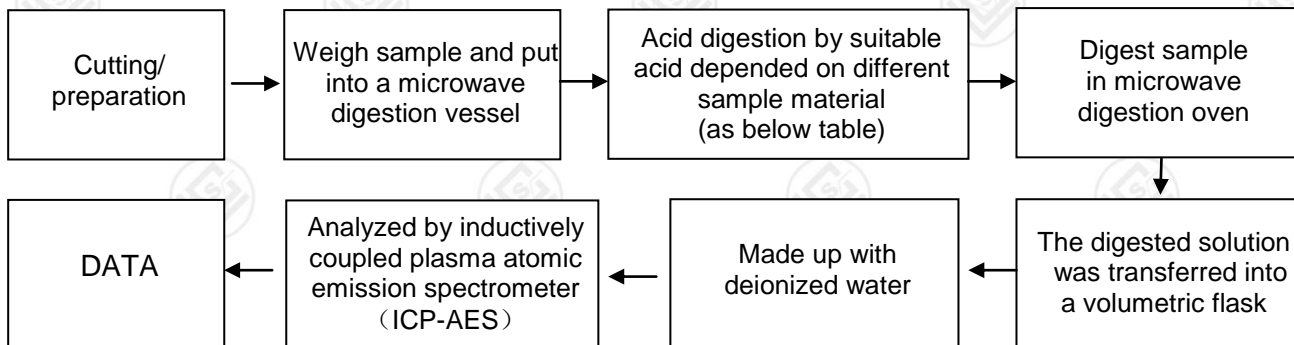 Cutting/
preparation
Weigh sample and put
into a microwave
digestion vessel
Acid digestion by suitable
acid depended on different
sample material
(as below table)
Digest sample
in microwave
digestion oven
The digested solution
was transferred into
a volumetric flask
Made up with
deionized water
Analyzed by inductively
coupled plasma atomic
emission spectrometer
（ICP-AES）
DATA